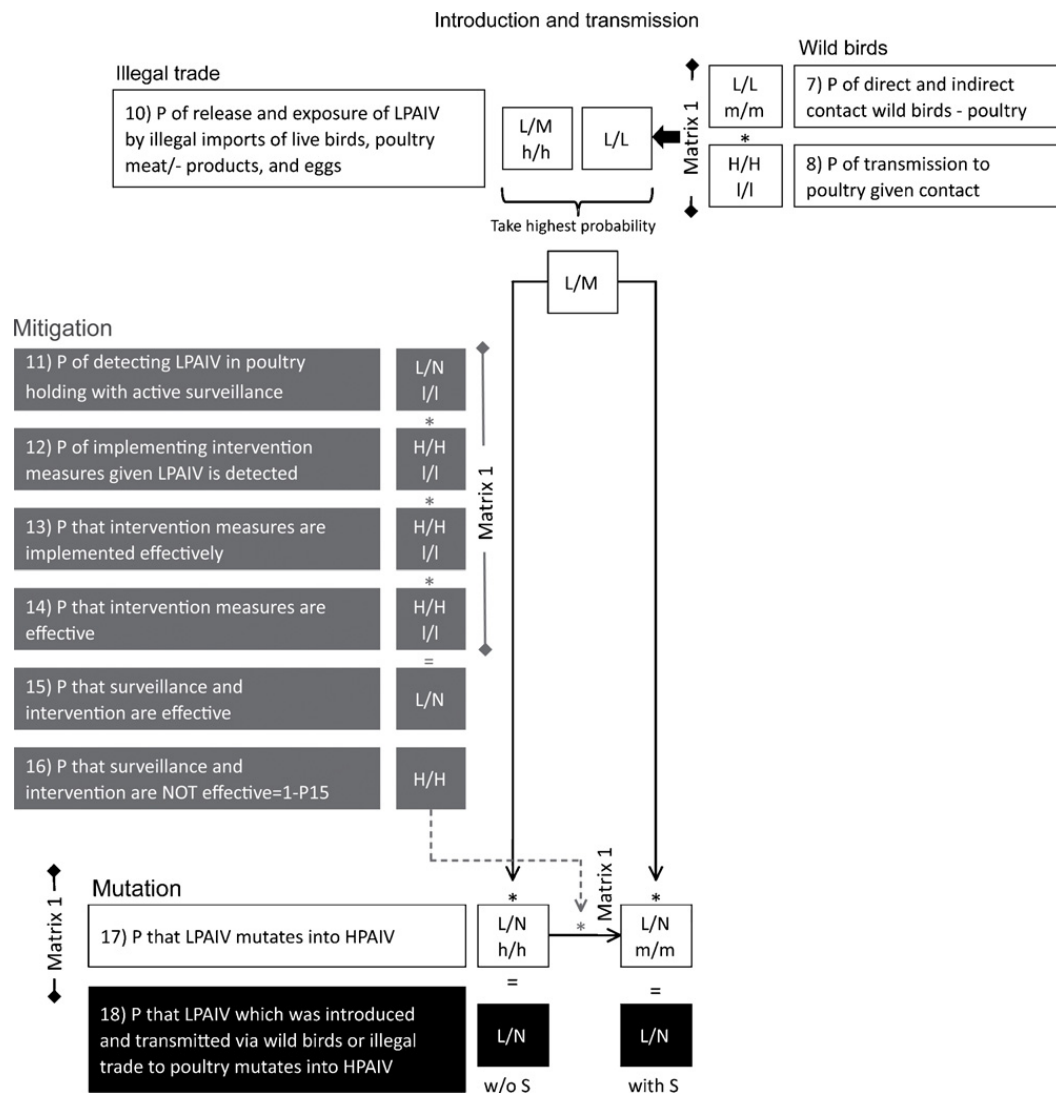 Introduction and transmission
Wild birds
Illegal trade
10) P of release and exposure of LPAIV
by illegal imports of live birds, poultry
meat/- products, and eggs
L/M
h/h
L/L
Matrix 1
L/L
m/m
*
H/H
l/l
7) P of direct and indirect
contact wild birds - poultry
8) P of transmission to
poultry given contact
Take highest probability
L/M
Mitigation
11) P of detecting LPAIV in poultry
holding with active surveillance
L/N
l/l
*
12) P of implementing intervention
measures given LPAIV is detected
H/H
l/l
*
13) P that intervention measures are
implemented effectively
H/H
l/l
*
14) P that intervention measures are
effective
H/H
l/l
=
Matrix 1
15) P that surveillance and
intervention are effective
L/N
16) P that surveillance and
intervention are NOT effective=1-P15
H/H
Matrix 1
Mutation
17) P that LPAIV mutates into HPAIV
*
L/N
h/h
=
*
Matrix 1
*
L/N
m/m
=
18) P that LPAIV which was introduced
and transmitted via wild birds or illegal
trade to poultry mutates into HPAIV
L/N
L/N
w/o S
with S